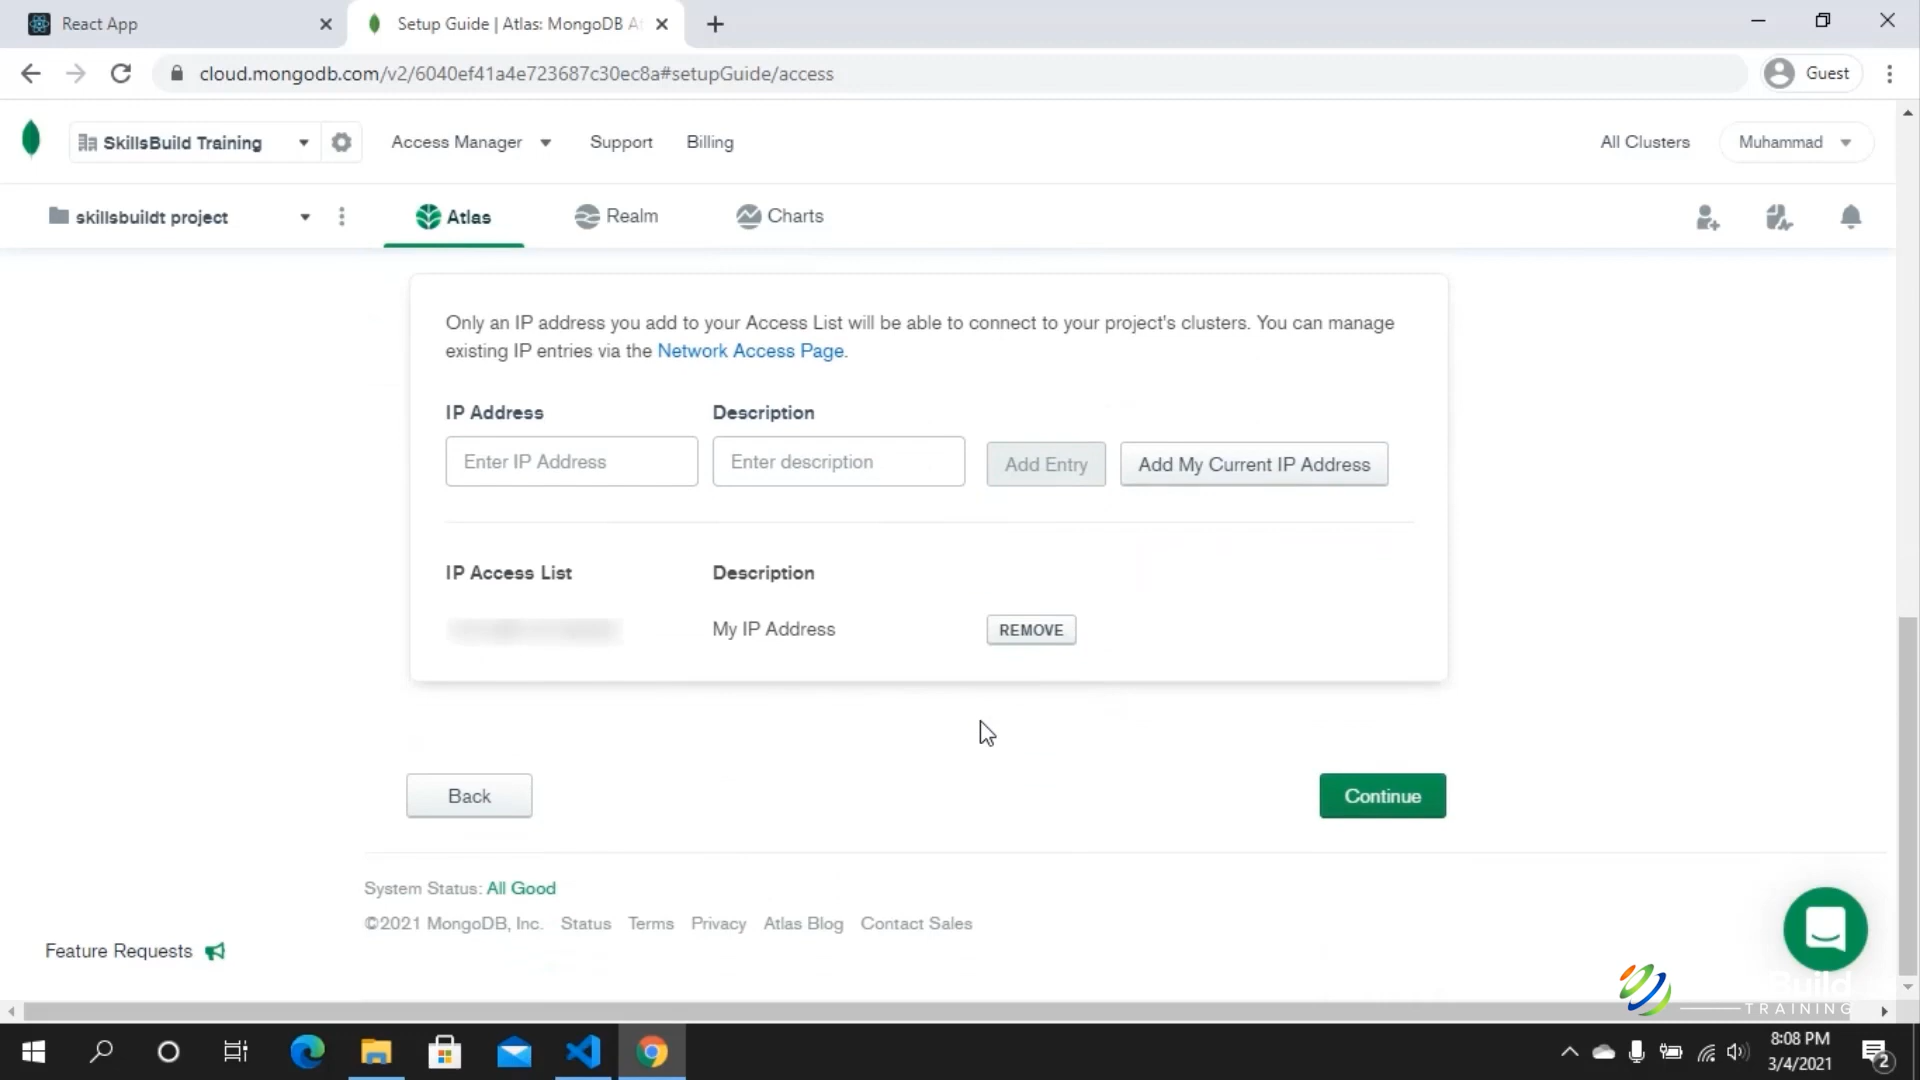 React App
Setup Guide | Atlas: MongoDB A
cloud.mongodb.com/v2/6040ef41a4e723687c30ec8a#setupGuide/access
Guest
SkillsBuild Training
Access Manager
Support
Billing
All Clusters
Muhammad
skillsbuildt project
Atlas
Realm
Charts
Only an IP address you add to your Access List will be able to connect to your project's clusters. You can manage
existing IP entries via the Network Access Page.
IP Address
Description
Enter IP Address
Enter description
Add Entry
Add My Current IP Address
IP Access List
Description
My IP Address
REMOVE
Back
Continue
System Status: All Good
©2021 MongoDB, Inc. Status Terms Privacy Atlas Blog Contact Sales
Feature Requests
Build
TRAINING
8:08 PM
3/4/2021
2